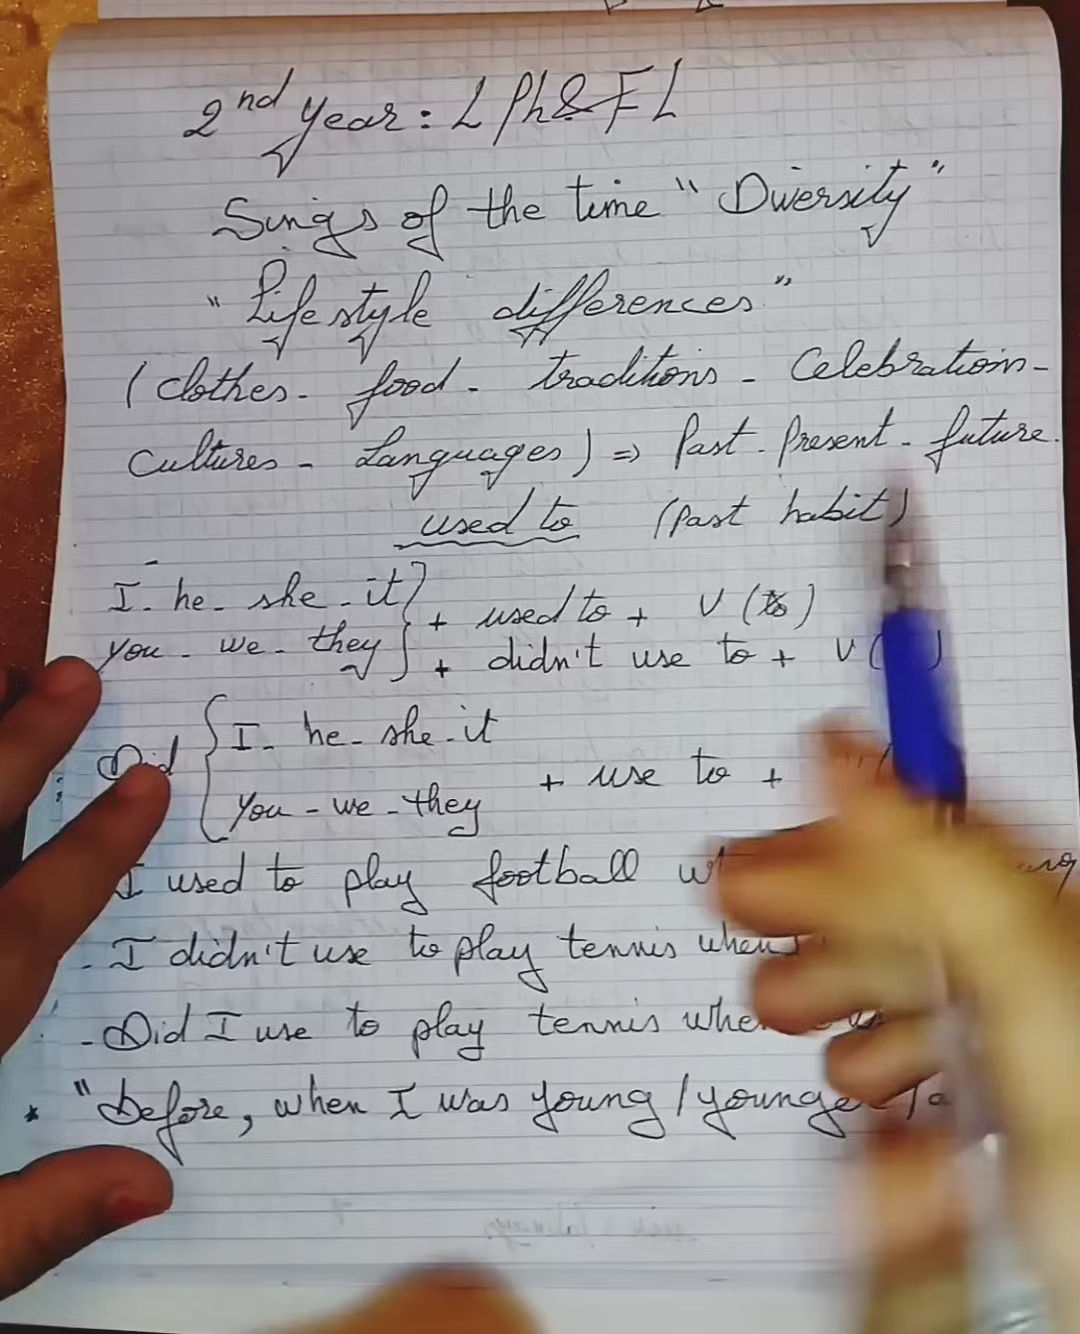 2nd year: L Ph & F L
Sings of the time "Diversity"
"Lifestyle differences"
(clothes - food - traditions - Celebrations -
Cultures - Languages) ⇒ Past - Present - future.
used to (Past habit)
I - he - she - it } + used to + V (to)
you - we - they } + didn't use to + V (
Did { I - he - she - it
You - we - they + use to +
I used to play football
- I didn't use to play tennis when
- Did I use to play tennis when
* "Before, when I was young / younger /